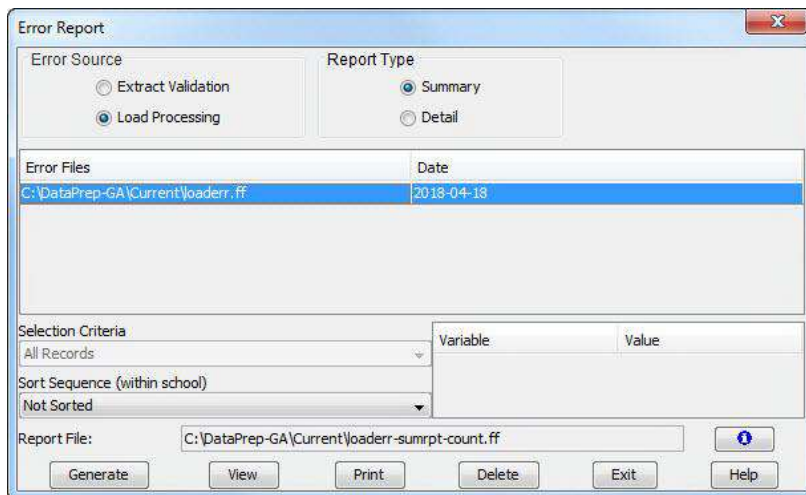 Error Report
Error Source
Report Type
Extract Validation
Summary
Load Processing
Detail
Error Files Date
C:\DataPrep-GA\Current\loaderr.ff 2018-04-18
Selection Criteria
All Records
Variable Value
Sort Sequence (within school)
Not Sorted
Report File: C:\DataPrep-GA\Current\loaderr-sumrpt-count.ff
Generate View Print Delete Exit Help